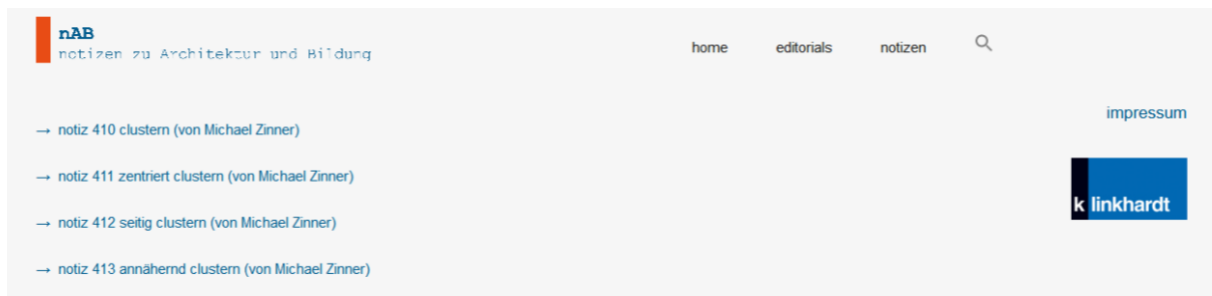 nAB
notizen zu Architektur und Bildung
home editorials notizen
impressum
→ notiz 410 clustern (von Michael Zinner)
→ notiz 411 zentriert clustern (von Michael Zinner)
→ notiz 412 seitig clustern (von Michael Zinner)
→ notiz 413 annähernd clustern (von Michael Zinner)
k linkhardt